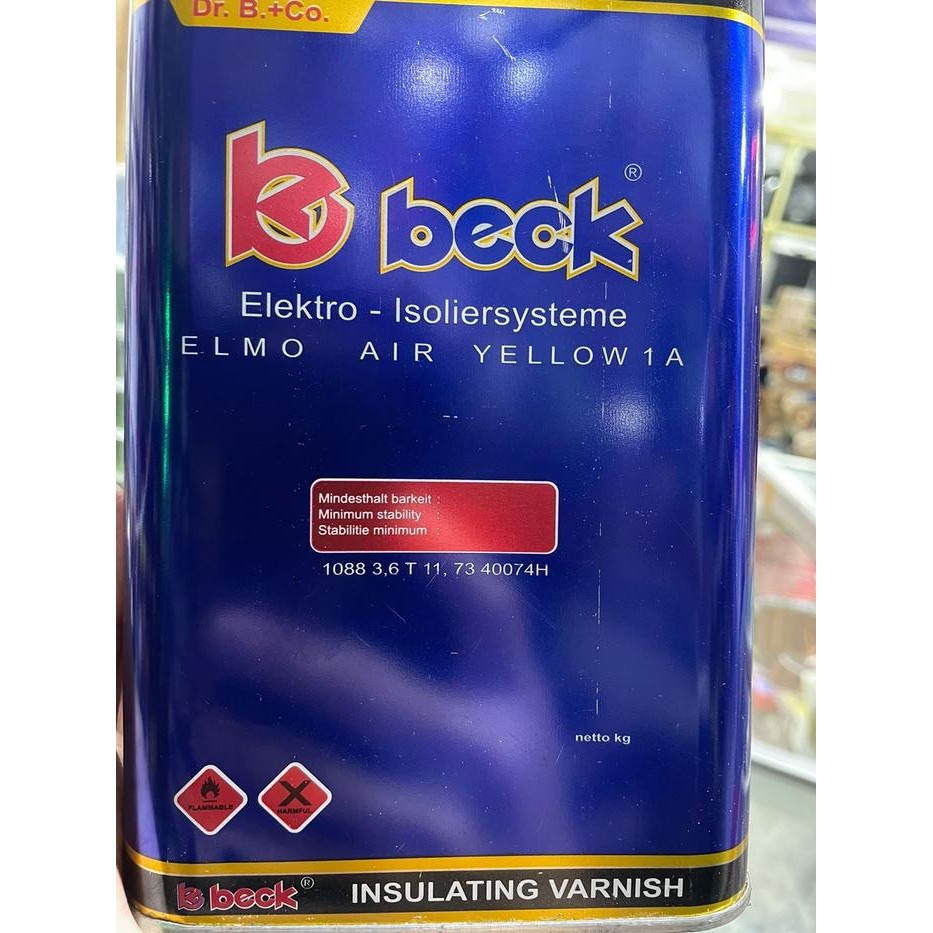 Dr. B.+Co.
beck®
Elektro - Isoliersysteme
ELMO AIR YELLOW 1 A
Mindesthalt barkeit :
Minimum stability :
Stabilitie minimum :
1088 3,6 T 11, 73 40074H
netto kg
FLAMMABLE
HARMFUL
beck® INSULATING VARNISH